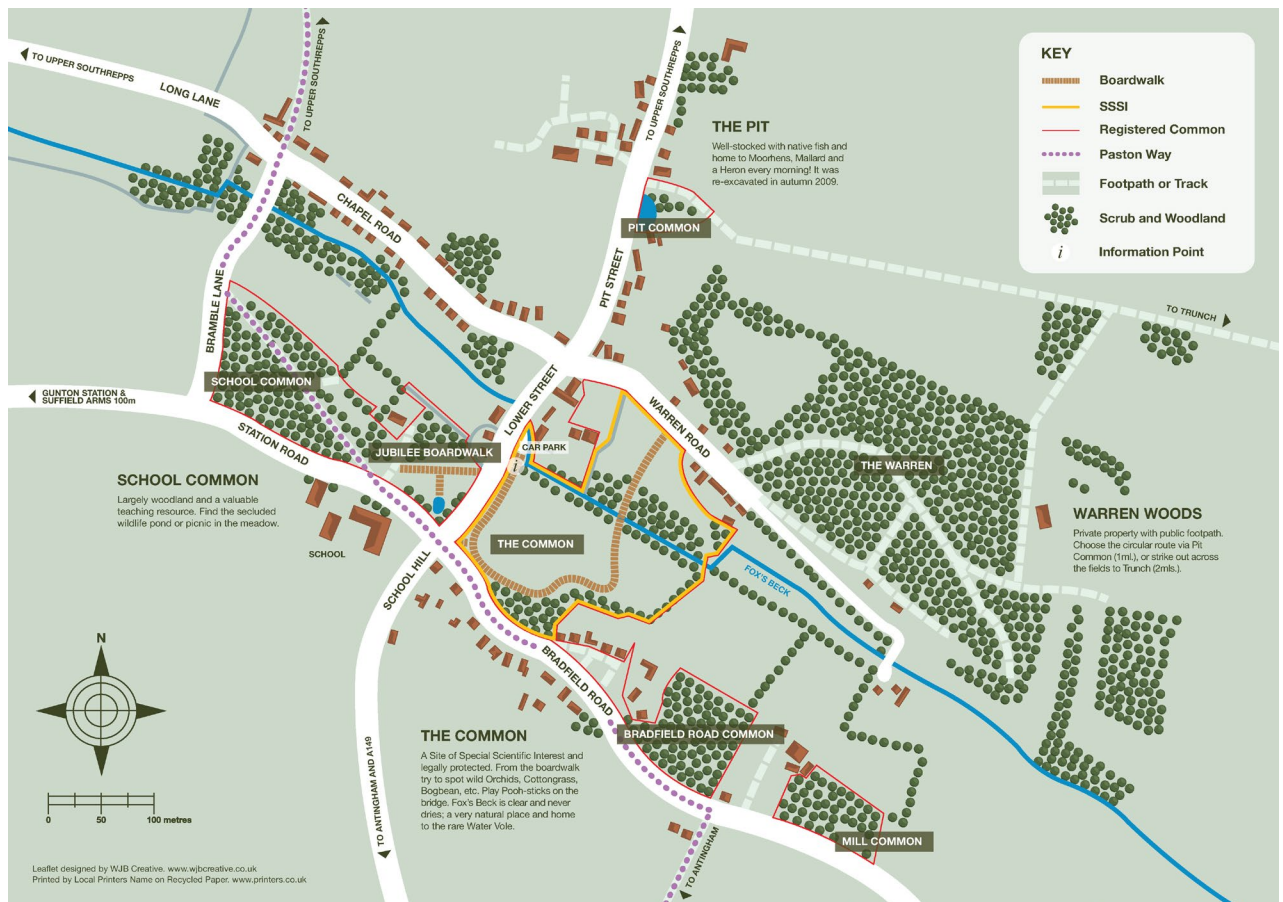 TO UPPER SOUTHREPPS
LONG LANE
TO UPPER SOUTHREPPS
TO UPPER SOUTHREPPS
CHAPEL ROAD
BRAMBLE LANE
PIT STREET
THE PIT
Well-stocked with native fish and
home to Moorhens, Mallard and
a Heron every morning! It was
re-excavated in autumn 2009.
PIT COMMON
KEY
Boardwalk
SSSI
Registered Common
Paston Way
Footpath or Track
Scrub and Woodland
i
Information Point
TO TRUNCH
SCHOOL COMMON
GUNTON STATION &
SUFFIELD ARMS 100m
STATION ROAD
LOWER STREET
WARREN ROAD
CAR PARK
i
JUBILEE BOARDWALK
THE WARREN
SCHOOL COMMON
Largely woodland and a valuable
teaching resource. Find the secluded
wildlife pond or picnic in the meadow.
SCHOOL
WARREN WOODS
Private property with public footpath.
Choose the circular route via Pit
Common (1ml.), or strike out across
the fields to Trunch (2mls.).
THE COMMON
FOX'S BECK
SCHOOL HILL
BRADFIELD ROAD
N
0 50 100 metres
THE COMMON
A Site of Special Scientific Interest and
legally protected. From the boardwalk
try to spot wild Orchids, Cottongrass,
Bogbean, etc. Play Pooh-sticks on the
bridge. Fox's Beck is clear and never
dries; a very natural place and home
to the rare Water Vole.
BRADFIELD ROAD COMMON
MILL COMMON
TO ANTINGHAM AND A149
TO ANTINGHAM
Leaflet designed by WJB Creative. www.wjbcreative.co.uk
Printed by Local Printers Name on Recycled Paper. www.printers.co.uk